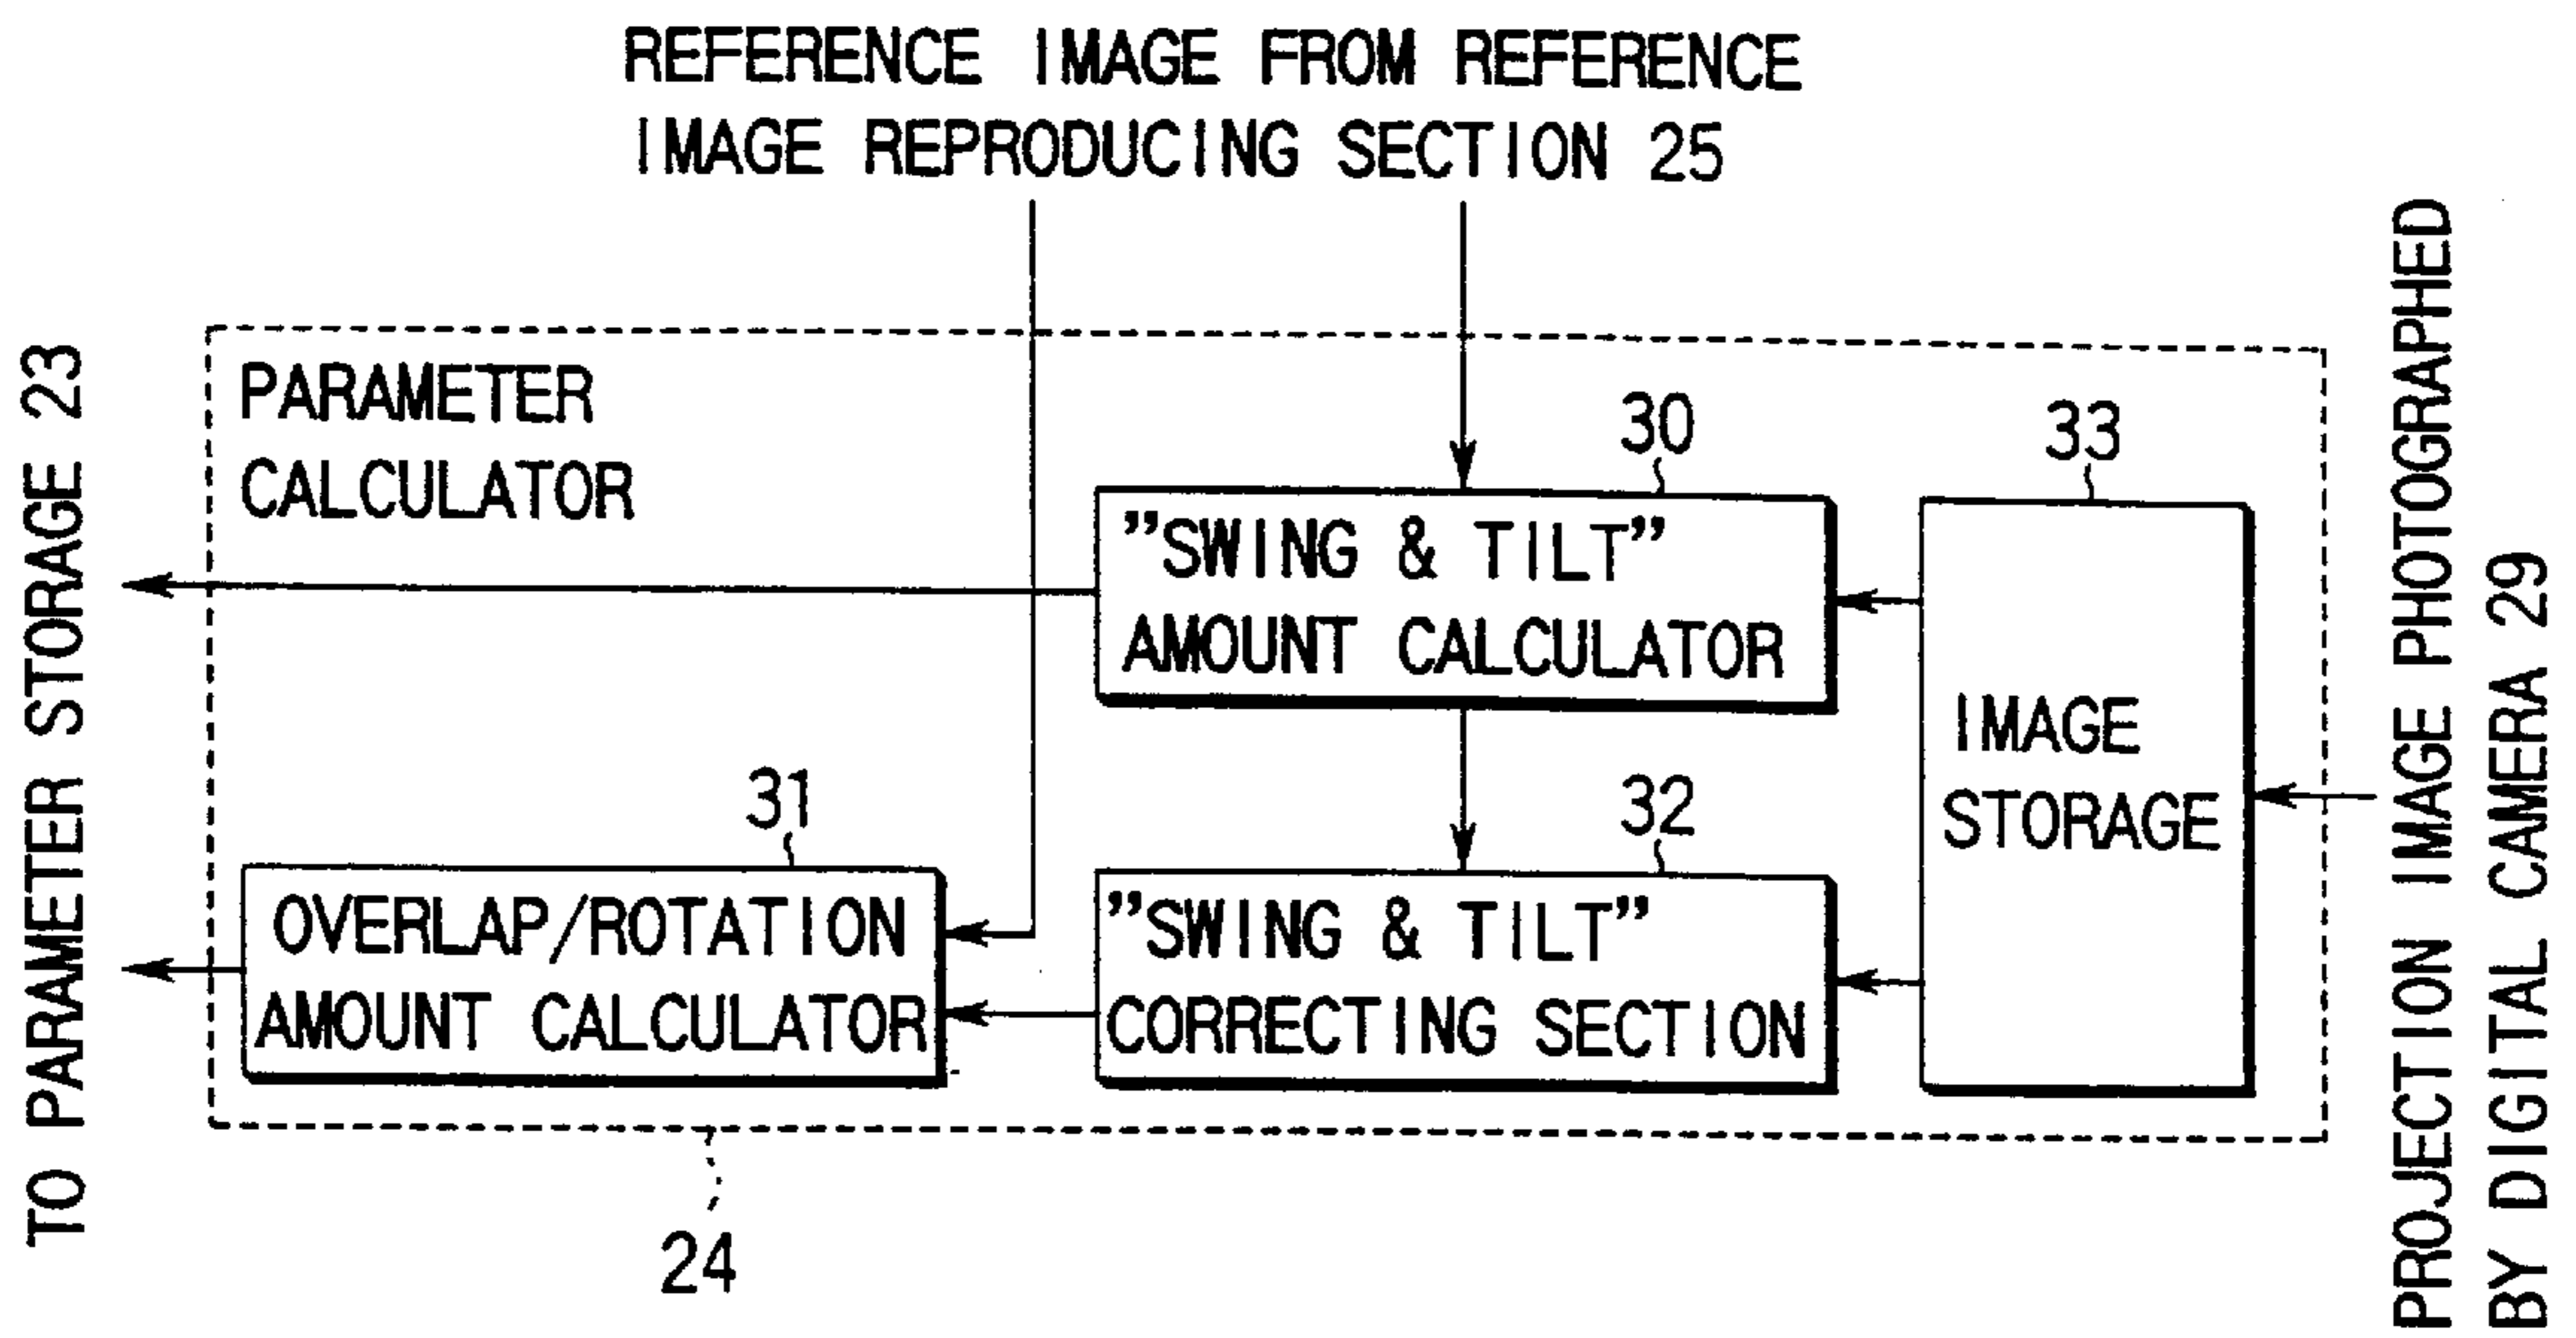 REFERENCE IMAGE FROM REFERENCE
IMAGE REPRODUCING SECTION 25
PARAMETER
CALCULATOR
30
"SWING & TILT"
AMOUNT CALCULATOR
33
IMAGE
STORAGE
31
OVERLAP/ROTATION
AMOUNT CALCULATOR
32
"SWING & TILT"
CORRECTING SECTION
24
TO PARAMETER STORAGE 23
PROJECTION IMAGE PHOTOGRAPHED
BY DIGITAL CAMERA 29